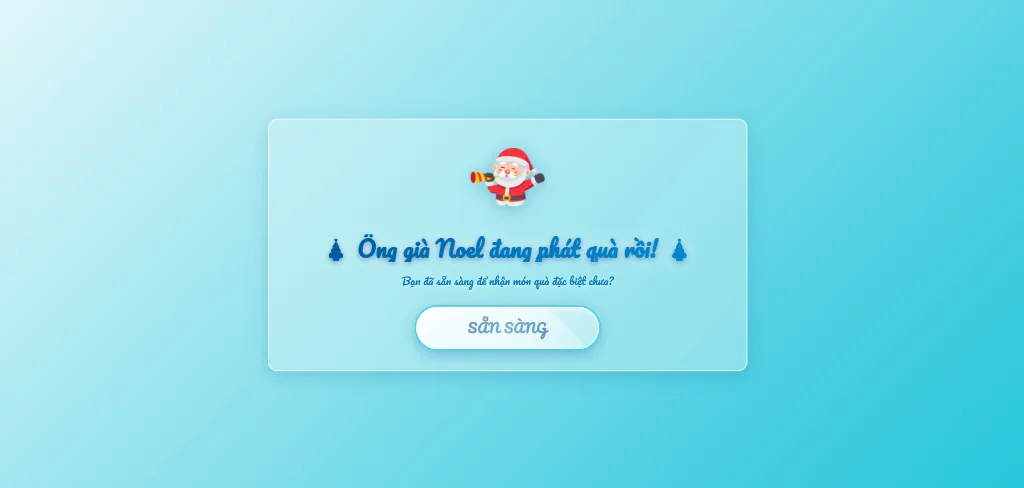 Ông già Noel đang phát quà rồi!
Bạn đã sẵn sàng để nhận món quà đặc biệt chưa?
sẵn sàng